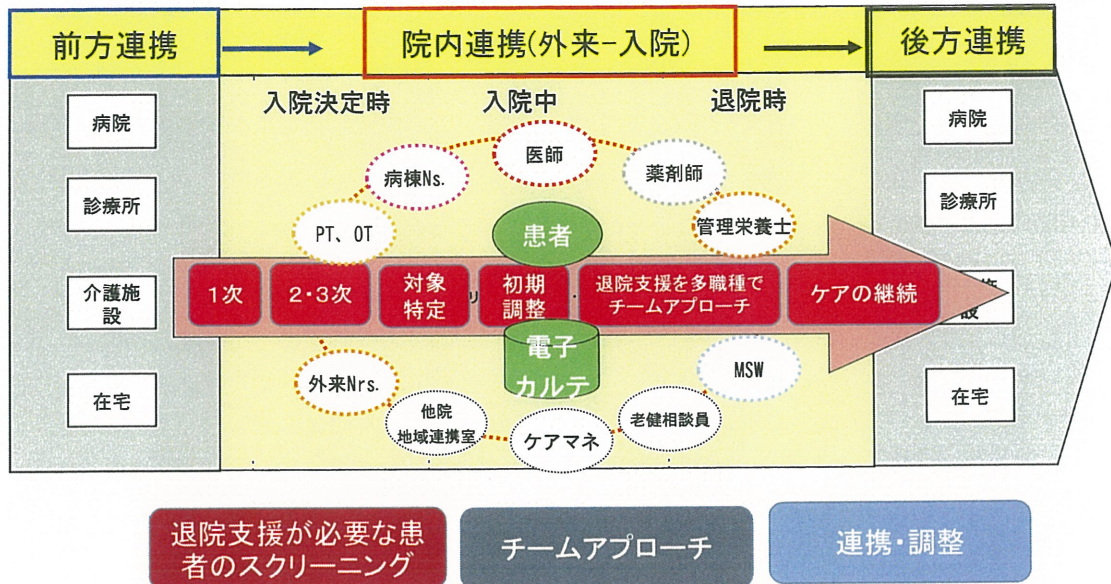 前方連携
院内連携(外来-入院)
後方連携
入院決定時
入院中
退院時
病院
診療所
介護施
設
在宅
病棟Ns.
医師
薬剤師
PT、OT
患者
管理栄養士
1次
2・3次
対象
特定
リ
初期
調整
退院支援を多職種で
チームアプローチ
ケアの継続
電子
カルテ
外来Nrs.
他院
地域連携室
ケアマネ
老健相談員
MSW
病院
診療所
設
在宅
退院支援が必要な患
者のスクリーニング
チームアプローチ
連携・調整